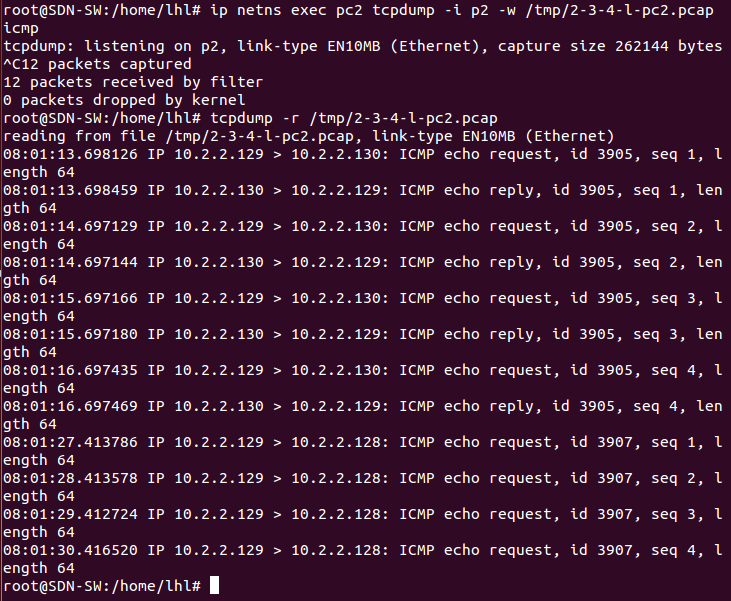 root@SDN-SW:/home/lhl# ip netns exec pc2 tcpdump -i p2 -w /tmp/2-3-4-l-pc2.pcap
icmp
tcpdump: listening on p2, link-type EN10MB (Ethernet), capture size 262144 bytes
^C12 packets captured
12 packets received by filter
0 packets dropped by kernel
root@SDN-SW:/home/lhl# tcpdump -r /tmp/2-3-4-l-pc2.pcap
reading from file /tmp/2-3-4-l-pc2.pcap, link-type EN10MB (Ethernet)
08:01:13.698126 IP 10.2.2.129 > 10.2.2.130: ICMP echo request, id 3905, seq 1, l
ength 64
08:01:13.698459 IP 10.2.2.130 > 10.2.2.129: ICMP echo reply, id 3905, seq 1, len
gth 64
08:01:14.697129 IP 10.2.2.129 > 10.2.2.130: ICMP echo request, id 3905, seq 2, l
ength 64
08:01:14.697144 IP 10.2.2.130 > 10.2.2.129: ICMP echo reply, id 3905, seq 2, len
gth 64
08:01:15.697166 IP 10.2.2.129 > 10.2.2.130: ICMP echo request, id 3905, seq 3, l
ength 64
08:01:15.697180 IP 10.2.2.130 > 10.2.2.129: ICMP echo reply, id 3905, seq 3, len
gth 64
08:01:16.697435 IP 10.2.2.129 > 10.2.2.130: ICMP echo request, id 3905, seq 4, l
ength 64
08:01:16.697469 IP 10.2.2.130 > 10.2.2.129: ICMP echo reply, id 3905, seq 4, len
gth 64
08:01:27.413786 IP 10.2.2.129 > 10.2.2.128: ICMP echo request, id 3907, seq 1, l
ength 64
08:01:28.413578 IP 10.2.2.129 > 10.2.2.128: ICMP echo request, id 3907, seq 2, l
ength 64
08:01:29.412724 IP 10.2.2.129 > 10.2.2.128: ICMP echo request, id 3907, seq 3, l
ength 64
08:01:30.416520 IP 10.2.2.129 > 10.2.2.128: ICMP echo request, id 3907, seq 4, l
ength 64
root@SDN-SW:/home/lhl#